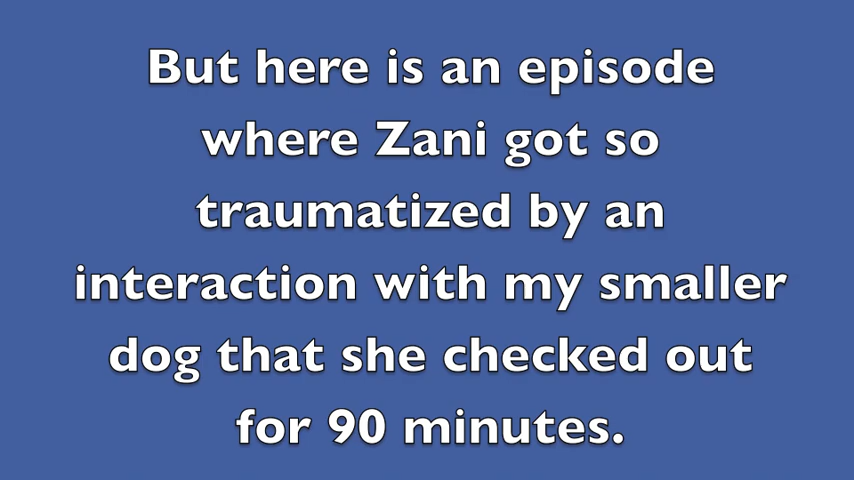 But here is an episode
where Zani got so
traumatized by an
interaction with my smaller
dog that she checked out
for 90 minutes.